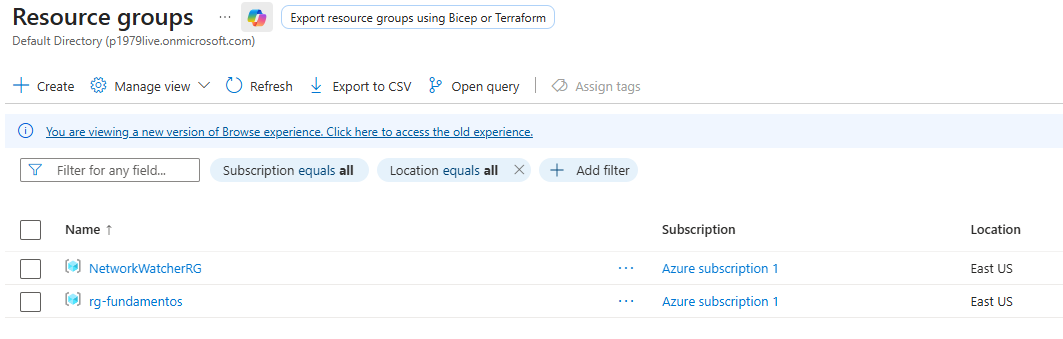 Resource groups ... Export resource groups using Bicep or Terraform
Default Directory (p1979live.onmicrosoft.com)
Create Manage view Refresh Export to CSV Open query Assign tags
You are viewing a new version of Browse experience. Click here to access the old experience.
Filter for any field... Subscription equals all Location equals all Add filter
Name ↑ Subscription Location
NetworkWatcherRG ... Azure subscription 1 East US
rg-fundamentos ... Azure subscription 1 East US